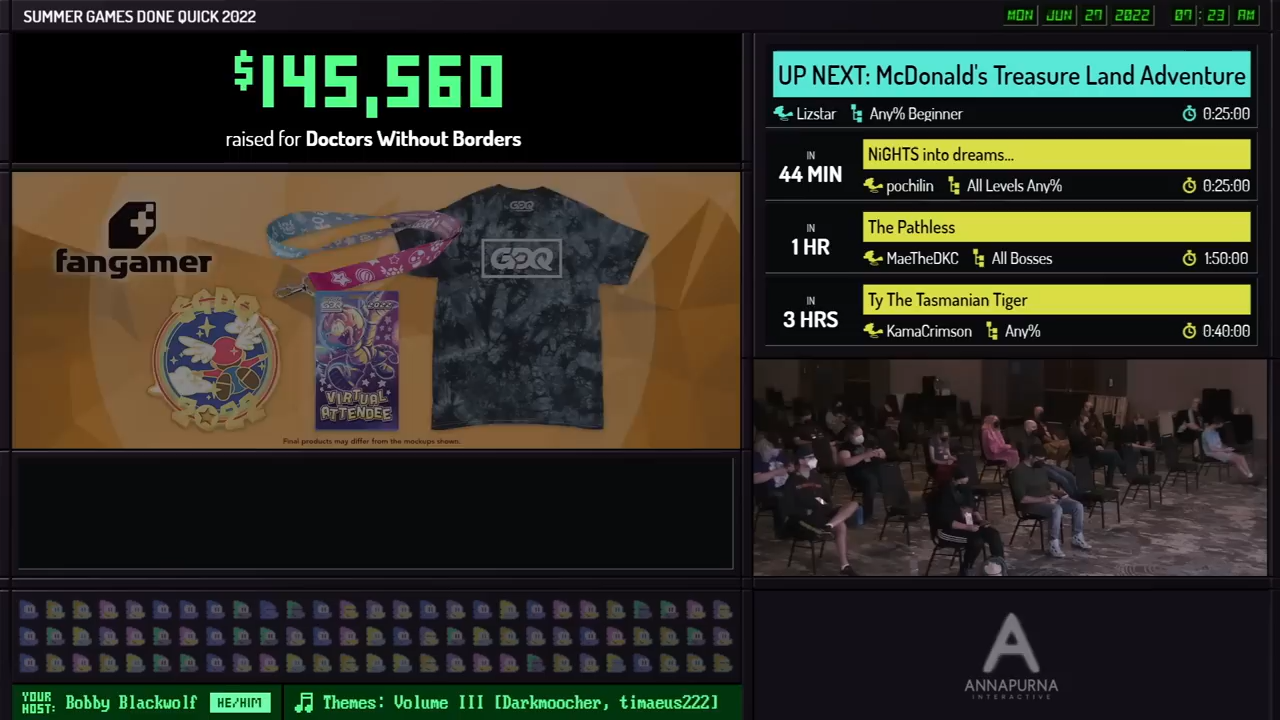 SUMMER GAMES DONE QUICK 2022
MON JUN 27 2022 07:23 AM
$145,560
raised for Doctors Without Borders
fangamer
GDQ
GDQ
VIRTUAL
ATTENDEE
Final products may differ from the mockups shown.
UP NEXT: McDonald's Treasure Land Adventure
Lizstar Any% Beginner 0:25:00
IN
44 MIN
NiGHTS into dreams...
pochilin All Levels Any% 0:25:00
IN
1 HR
The Pathless
MaeTheDKC All Bosses 1:50:00
IN
3 HRS
Ty The Tasmanian Tiger
KamaCrimson Any% 0:40:00
A
ANNAPURNA
INTERACTIVE
YOUR
HOST: Bobby Blackwolf HE/HIM
Themes: Volume III [Darkmoocher, timaeus222]